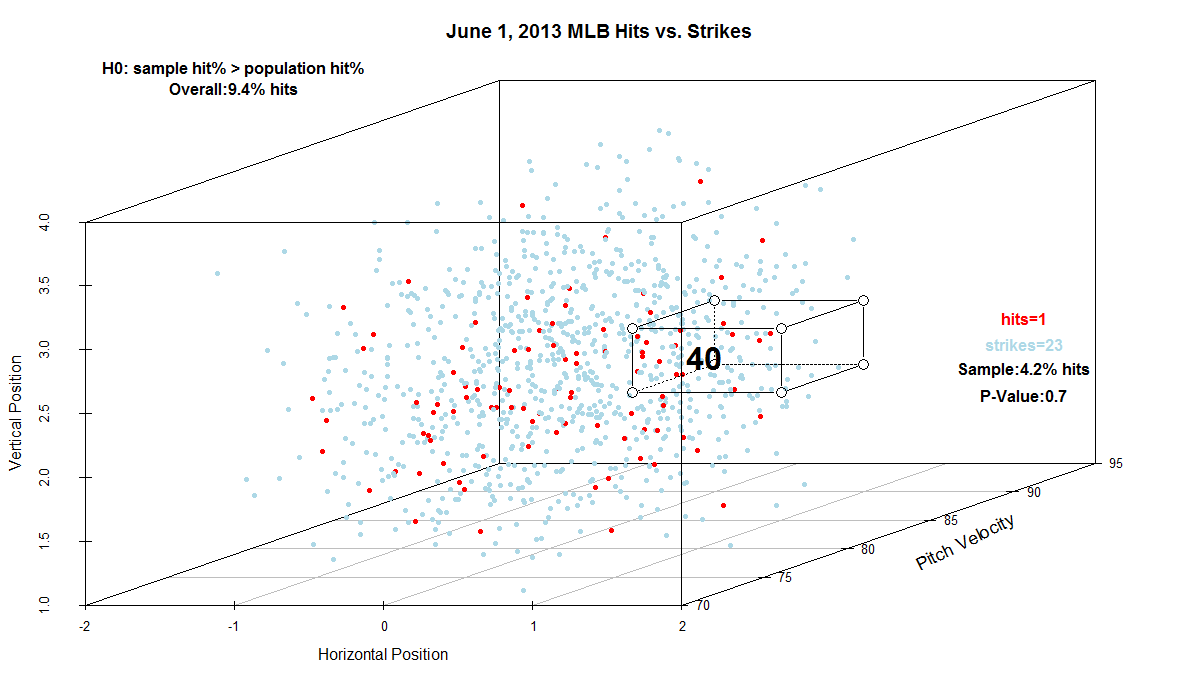 June 1, 2013 MLB Hits vs. Strikes
H0: sample hit% > population hit%
Overall:9.4% hits
4.0
3.5
3.0
2.5
2.0
1.5
1.0
Vertical Position
40
hits=1
strikes=23
Sample:4.2% hits
P-Value:0.7
95
90
85
80
75
70
Pitch Velocity
-2
-1
0
1
2
Horizontal Position